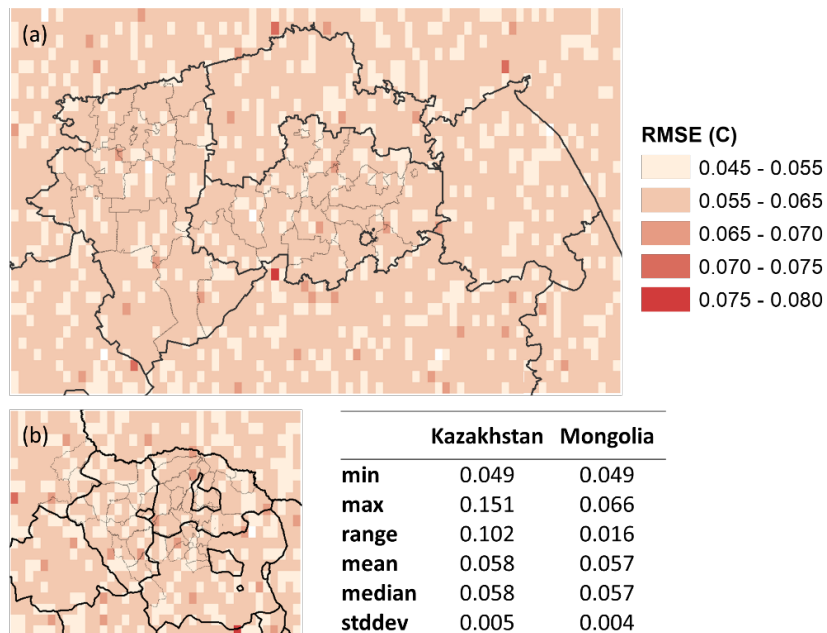 (a)
RMSE (C)
0.045 - 0.055
0.055 - 0.065
0.065 - 0.070
0.070 - 0.075
0.075 - 0.080
(b)
Kazakhstan Mongolia
min 0.049 0.049
max 0.151 0.066
range 0.102 0.016
mean 0.058 0.057
median 0.058 0.057
stddev 0.005 0.004